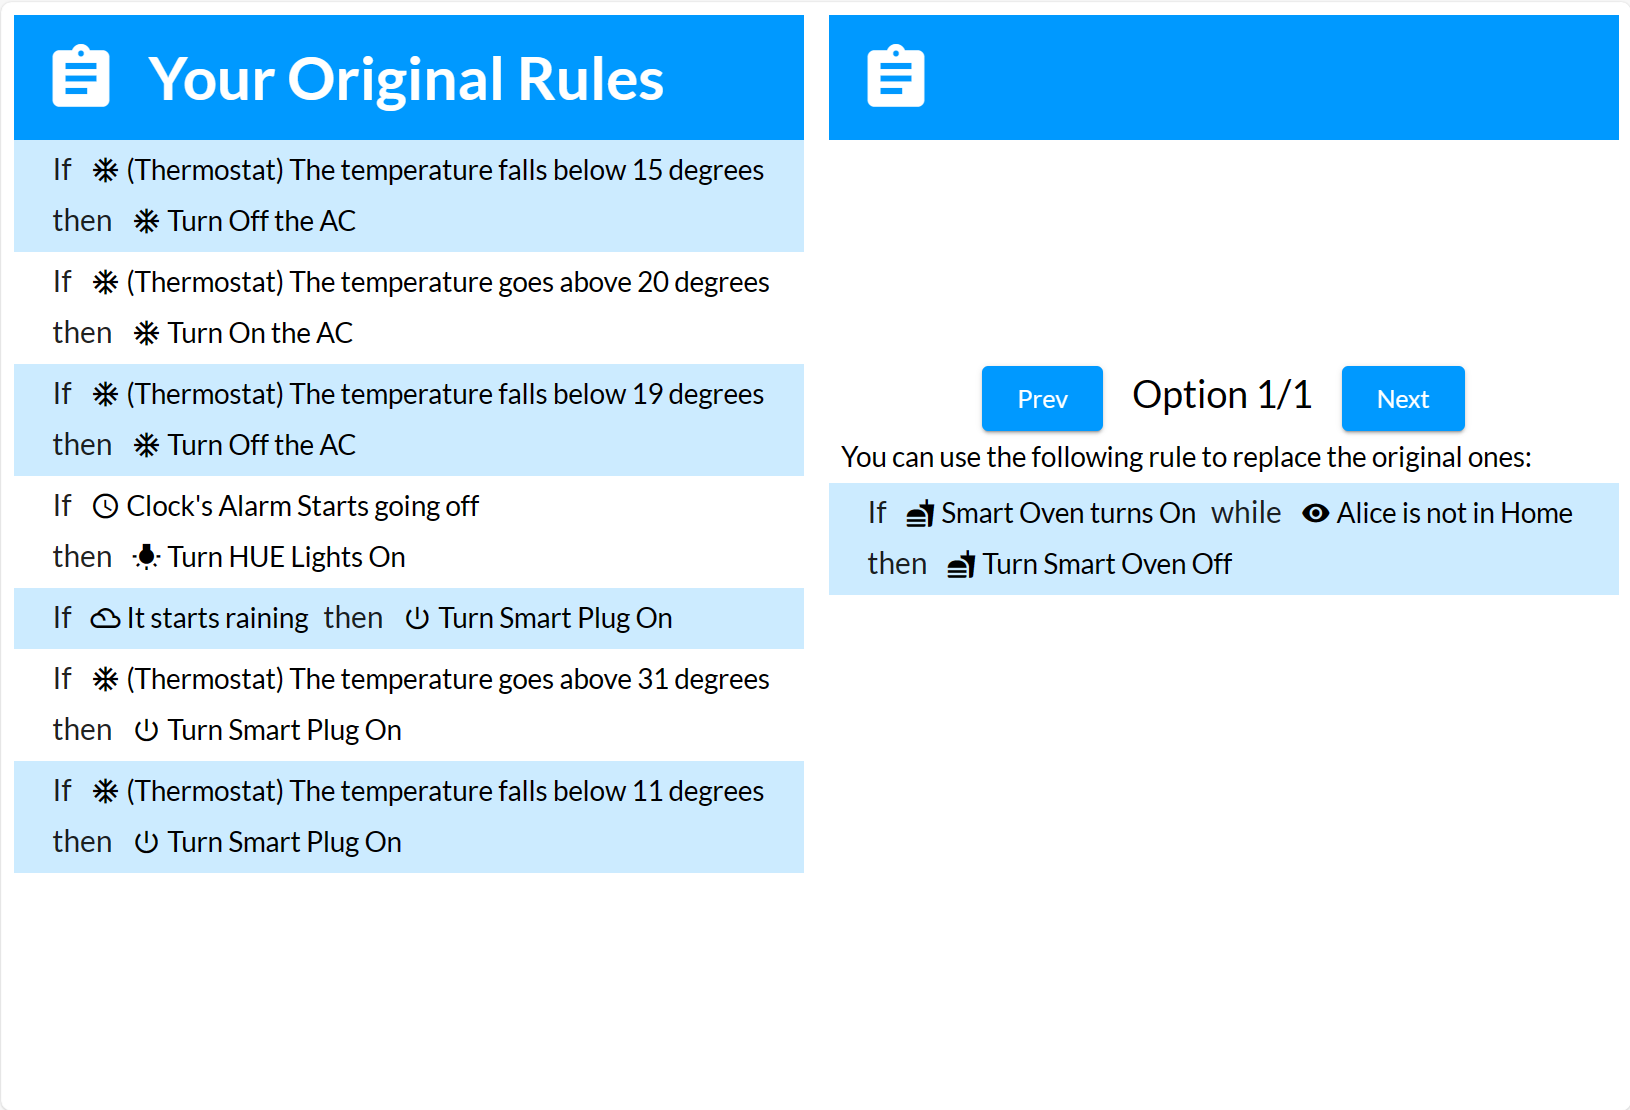 Your Original Rules
If (Thermostat) The temperature falls below 15 degrees
then Turn Off the AC
If (Thermostat) The temperature goes above 20 degrees
then Turn On the AC
If (Thermostat) The temperature falls below 19 degrees
then Turn Off the AC
If Clock's Alarm Starts going off
then Turn HUE Lights On
If It starts raining then Turn Smart Plug On
If (Thermostat) The temperature goes above 31 degrees
then Turn Smart Plug On
If (Thermostat) The temperature falls below 11 degrees
then Turn Smart Plug On
Prev Option 1/1 Next
You can use the following rule to replace the original ones:
If Smart Oven turns On while Alice is not in Home
then Turn Smart Oven Off